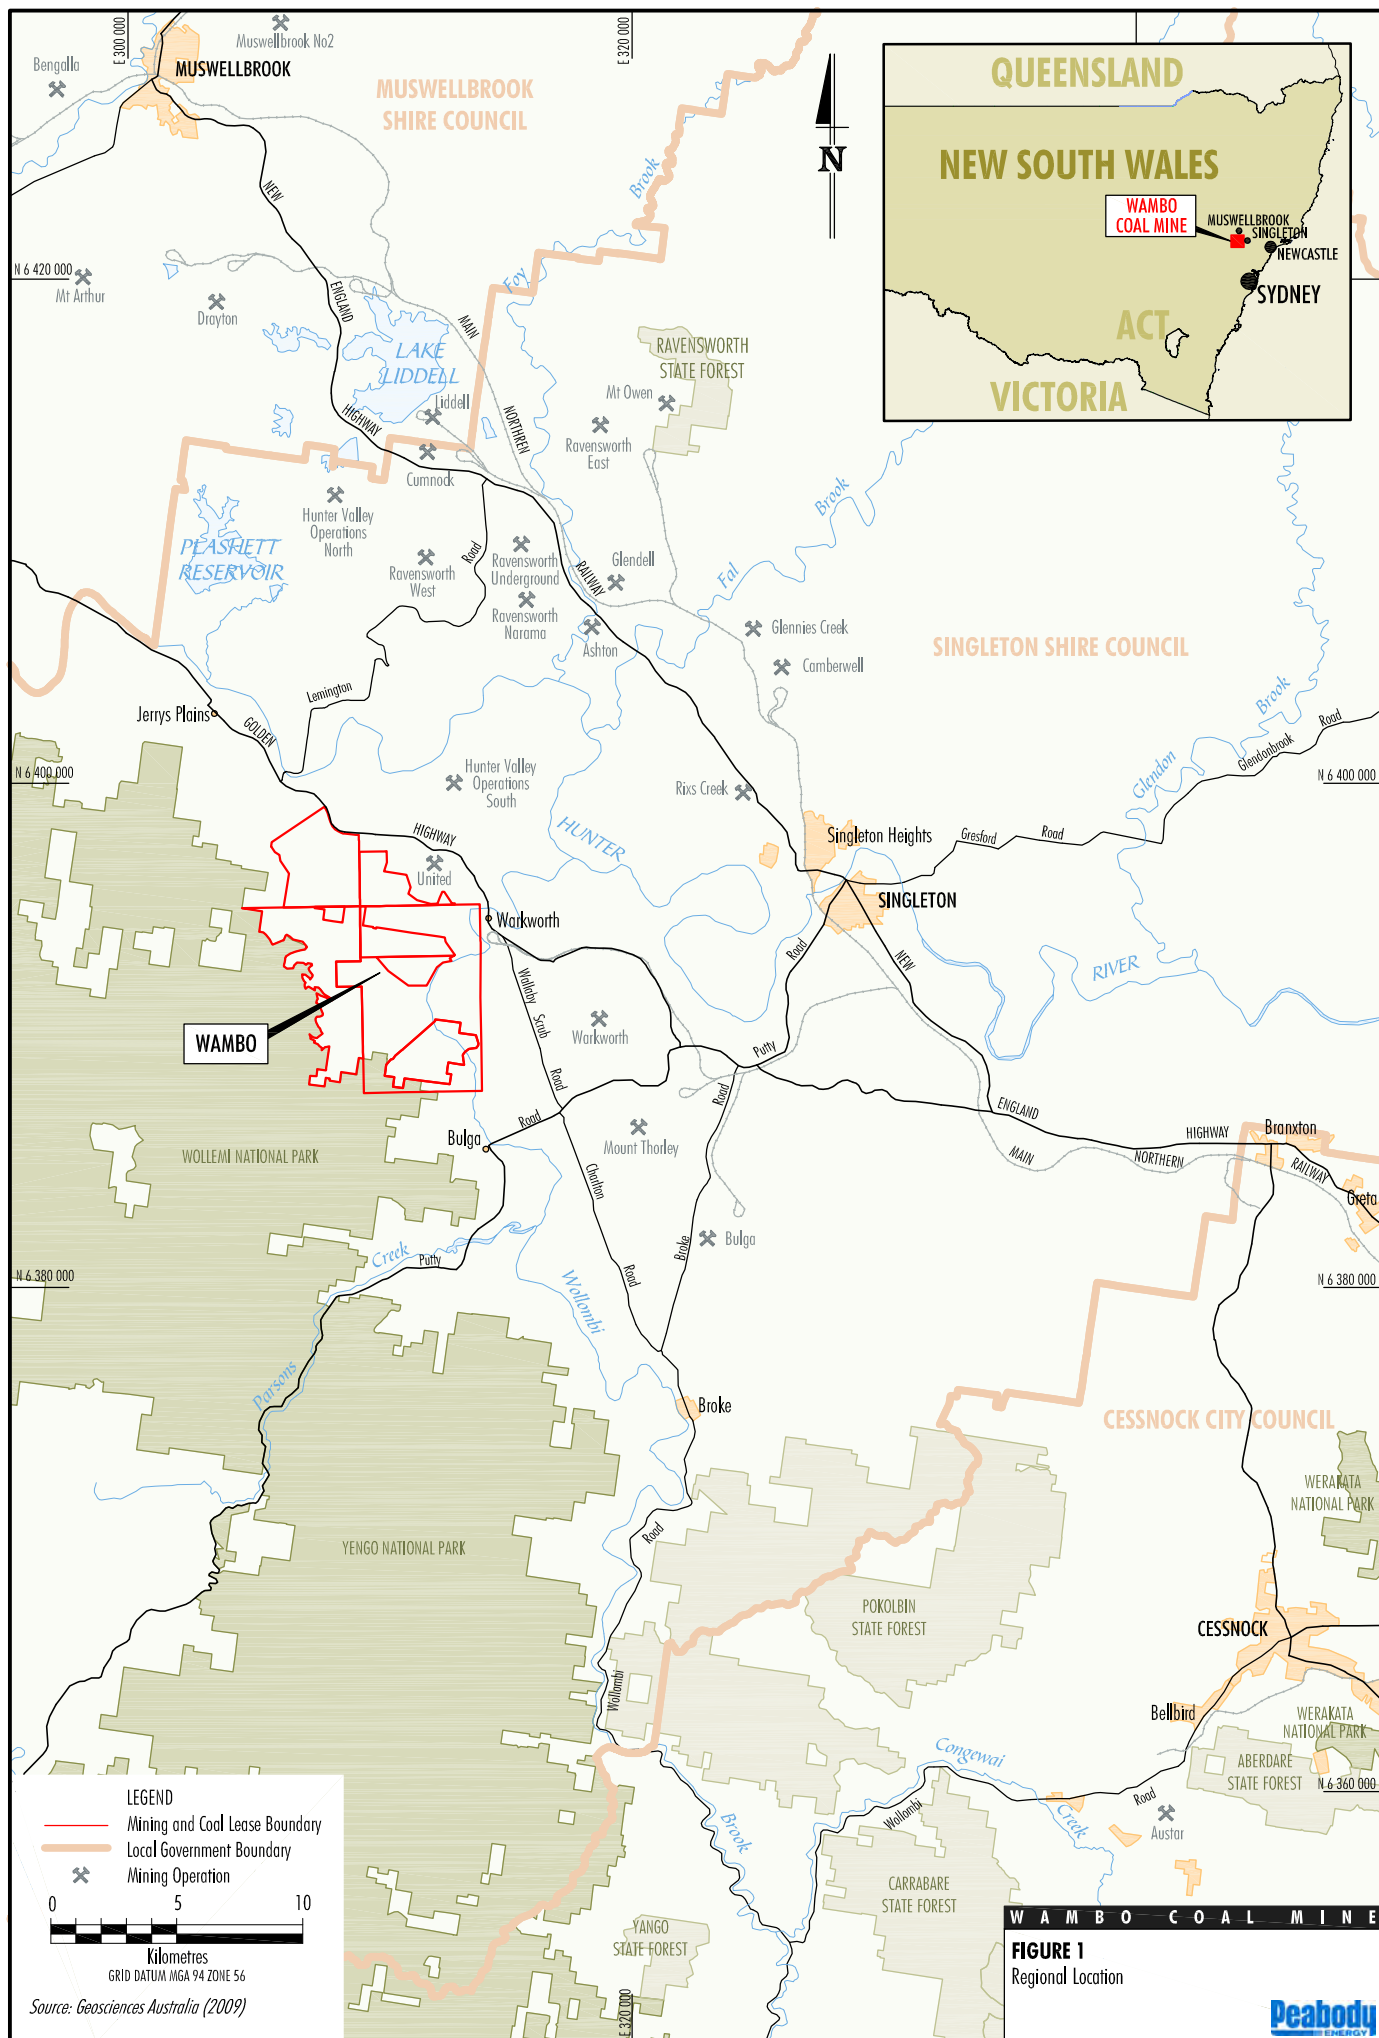 E 300 000
E 320 000
Muswellbrook No2
Bengalla
MUSWELLBROOK
MUSWELLBROOK
SHIRE COUNCIL
N
QUEENSLAND
NEW SOUTH WALES
WAMBO
COAL MINE
MUSWELLBROOK
SINGLETON
NEWCASTLE
SYDNEY
ACT
VICTORIA
NEW
Brook
Foy
N 6 420 000
Mt Arthur
Drayton
ENGLAND
MAIN
LAKE
LIDDELL
Liddell
RAVENSWORTH
STATE FOREST
Mt Owen
HIGHWAY
NORTHREN
Ravensworth
East
Cumnock
Hunter Valley
Operations
North
Brook
PLASHETT
RESERVOIR
Road
Ravensworth
West
Ravensworth
Underground
RAILWAY
Glendell
Fal
Ravensworth
Narama
Ashton
Glennies Creek
Camberwell
SINGLETON SHIRE COUNCIL
Lemington
Jerrys Plains
GOLDEN
Brook
Road
Glendonbrook
Glendon
N 6 400 000
Hunter Valley
Operations
South
Rixs Creek
N 6 400 000
HIGHWAY
HUNTER
Singleton Heights
Gresford
Road
United
SINGLETON
Warkworth
Road
NEW
RIVER
Wallaby
Scrub
Road
WAMBO
Warkworth
Putty
Road
ENGLAND
Road
Bulga
Mount Thorley
HIGHWAY
Branxton
MAIN
NORTHERN
RAILWAY
Greta
WOLLEMI NATIONAL PARK
Charlton
Road
Broke
Bulga
Creek
Putty
N 6 380 000
Wollombi
N 6 380 000
Parsons
Broke
CESSNOCK CITY COUNCIL
WERAKATA
NATIONAL PARK
YENGO NATIONAL PARK
Road
POKOLBIN
STATE FOREST
CESSNOCK
Wollombi
Bellbird
WERAKATA
NATIONAL PARK
Congewai
ABERDARE
STATE FOREST
N 6 360 000
Road
Creek
Austar
Brook
Wollombi
CARRABARE
STATE FOREST
YANGO
STATE FOREST
E 320 000
LEGEND
Mining and Coal Lease Boundary
Local Government Boundary
Mining Operation
0 5 10
Kilometres
GRID DATUM MGA 94 ZONE 56
Source: Geosciences Australia (2009)
WAMBO COAL MINE
FIGURE 1
Regional Location
Peabody
ENERGY